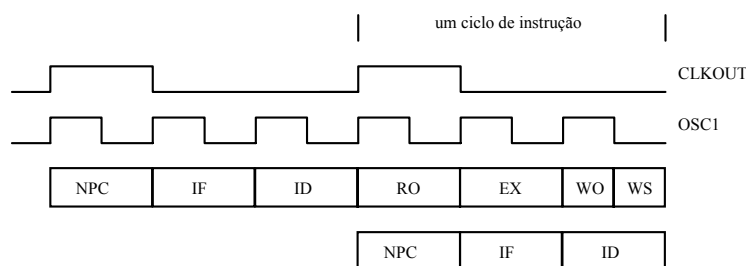 um ciclo de instrução
CLKOUT
OSC1
NPC IF ID RO EX WO WS
NPC IF ID